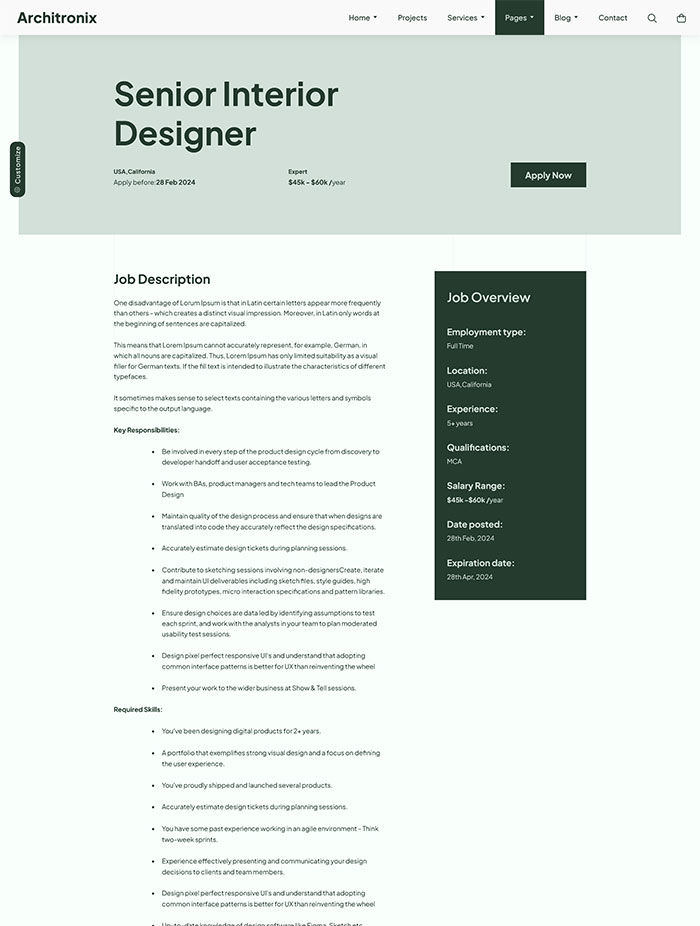 Architronix
Home
Projects
Services
Pages
Blog
Contact
Customize
Senior Interior
Designer
USA,California
Apply before:28 Feb 2024
Expert
$45k - $60k /year
Apply Now
Job Description
One disadvantage of Lorum Ipsum is that in Latin certain letters appear more frequently
than others - which creates a distinct visual impression. Moreover, in Latin only words at
the beginning of sentences are capitalized.
This means that Lorem Ipsum cannot accurately represent, for example, German, in
which all nouns are capitalized. Thus, Lorem Ipsum has only limited suitability as a visual
filler for German texts. If the fill text is intended to illustrate the characteristics of different
typefaces.
It sometimes makes sense to select texts containing the various letters and symbols
specific to the output language.
Key Responsibilities:
• Be involved in every step of the product design cycle from discovery to
developer handoff and user acceptance testing.
• Work with BAs, product managers and tech teams to lead the Product
Design
• Maintain quality of the design process and ensure that when designs are
translated into code they accurately reflect the design specifications.
• Accurately estimate design tickets during planning sessions.
• Contribute to sketching sessions involving non-designersCreate, iterate
and maintain UI deliverables including sketch files, style guides, high
fidelity prototypes, micro interaction specifications and pattern libraries.
• Ensure design choices are data led by identifying assumptions to test
each sprint, and work with the analysts in your team to plan moderated
usability test sessions.
• Design pixel perfect responsive UI's and understand that adopting
common interface patterns is better for UX than reinventing the wheel
• Present your work to the wider business at Show & Tell sessions.
Required Skills:
• You've been designing digital products for 2+ years.
• A portfolio that exemplifies strong visual design and a focus on defining
the user experience.
• You've proudly shipped and launched several products.
• Accurately estimate design tickets during planning sessions.
• You have some past experience working in an agile environment - Think
two-week sprints.
• Experience effectively presenting and communicating your design
decisions to clients and team members.
• Design pixel perfect responsive UI's and understand that adopting
common interface patterns is better for UX than reinventing the wheel
• Up-to-date knowledge of design software like Figma, Sketch etc.
Job Overview
Employment type:
Full Time
Location:
USA,California
Experience:
5+ years
Qualifications:
MCA
Salary Range:
$45k -$60k /year
Date posted:
28th Feb, 2024
Expiration date:
28th Apr, 2024